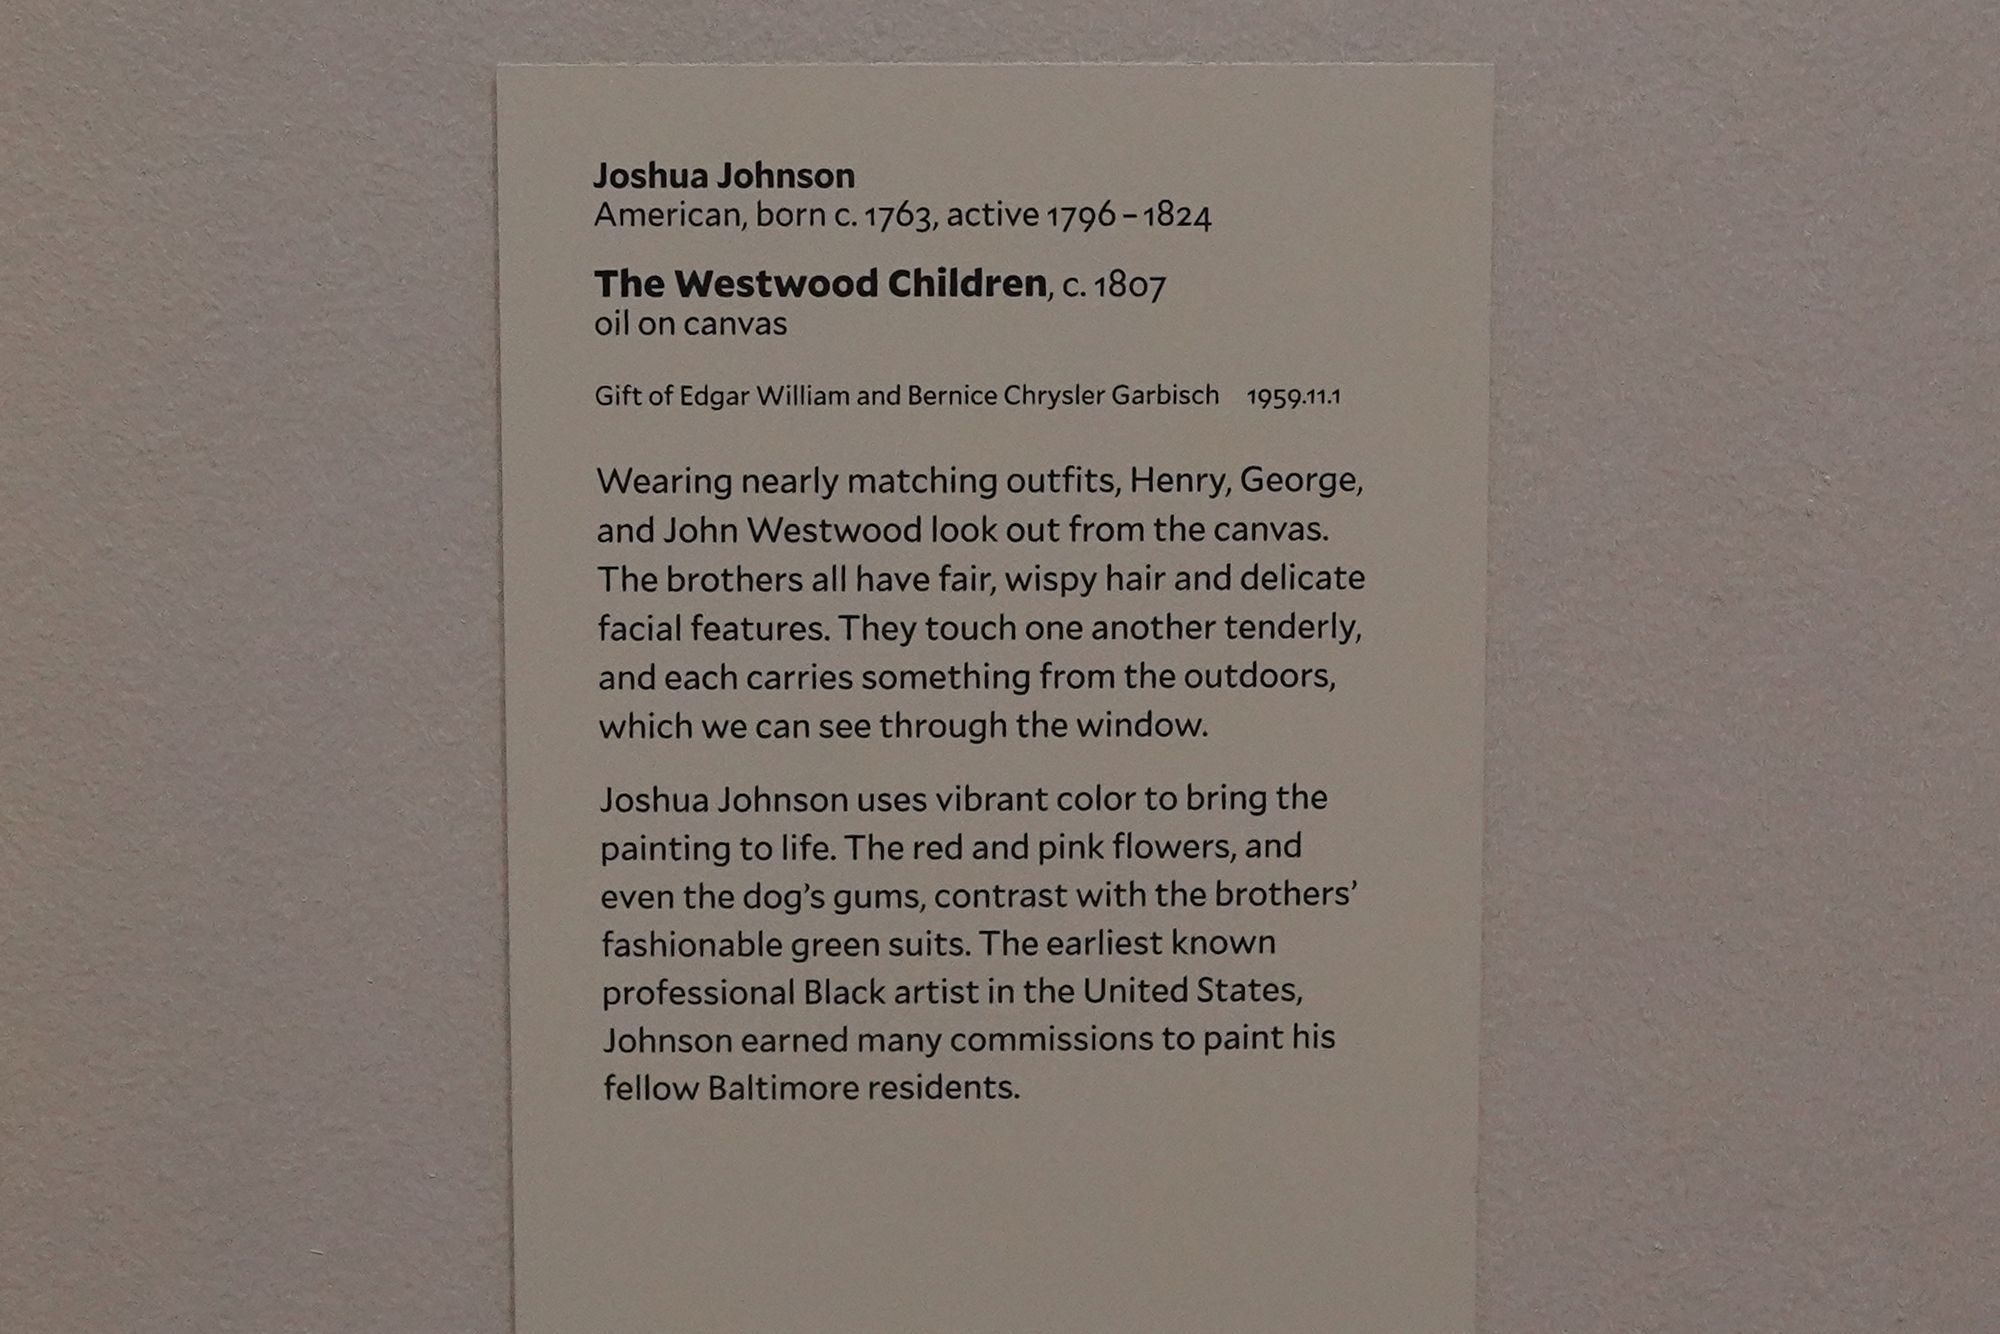 Joshua Johnson
American, born c. 1763, active 1796 – 1824
The Westwood Children, c. 1807
oil on canvas
Gift of Edgar William and Bernice Chrysler Garbisch 1959.11.1
Wearing nearly matching outfits, Henry, George,
and John Westwood look out from the canvas.
The brothers all have fair, wispy hair and delicate
facial features. They touch one another tenderly,
and each carries something from the outdoors,
which we can see through the window.
Joshua Johnson uses vibrant color to bring the
painting to life. The red and pink flowers, and
even the dog’s gums, contrast with the brothers’
fashionable green suits. The earliest known
professional Black artist in the United States,
Johnson earned many commissions to paint his
fellow Baltimore residents.